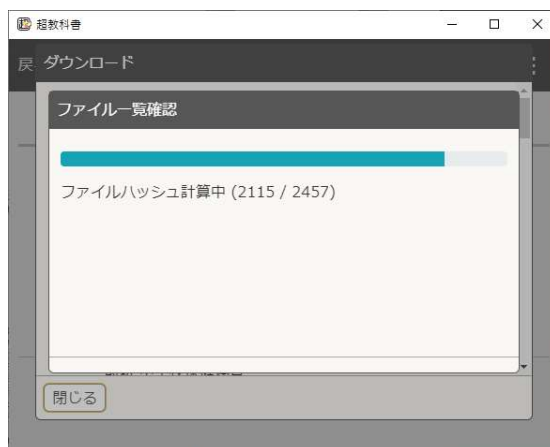 超教科書
戻
ダウンロード
ファイル一覧確認
ファイルハッシュ計算中 (2115 / 2457)
閉じる